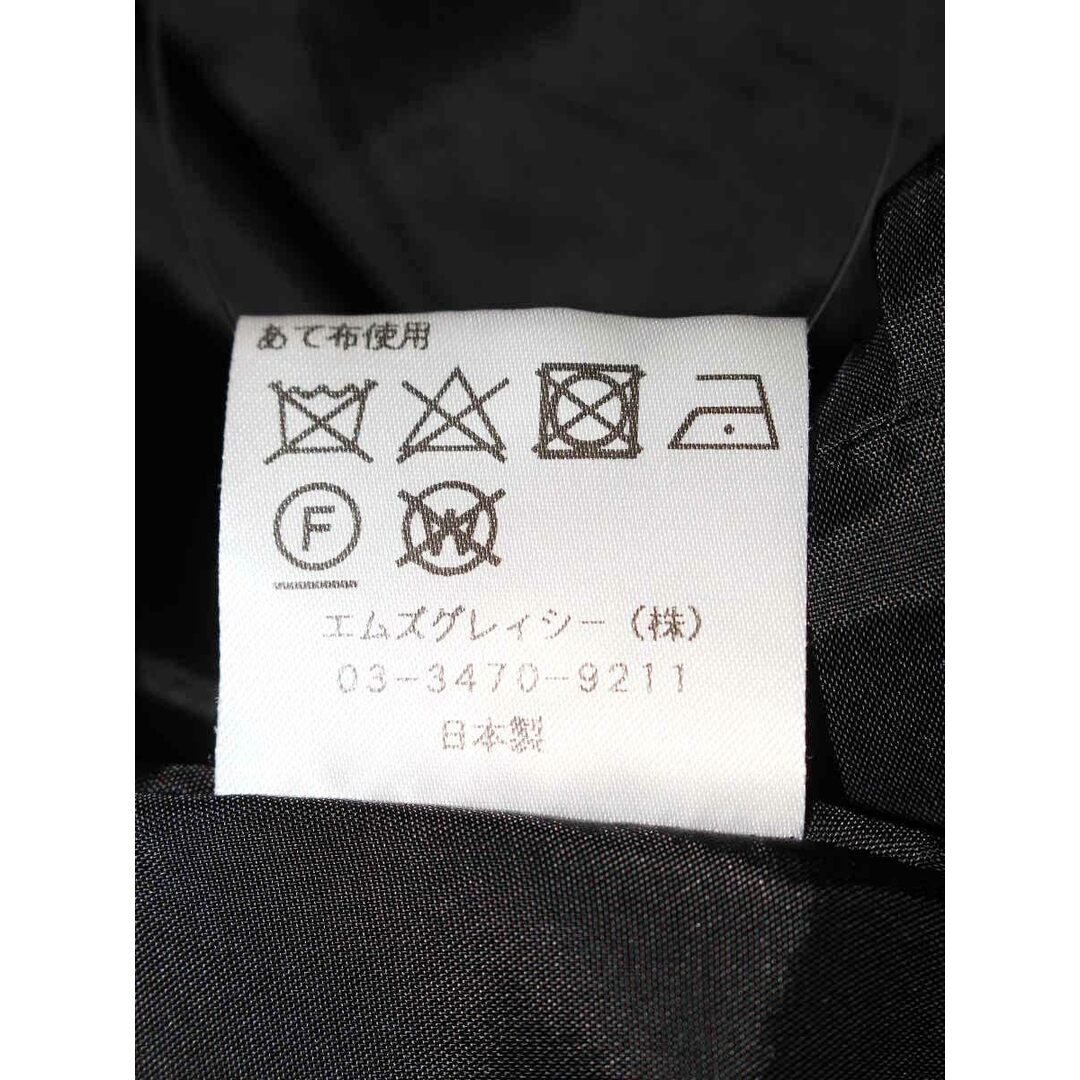 あて布使用
F W
エムズグレイシー（株）
03-3470-9211
日本製